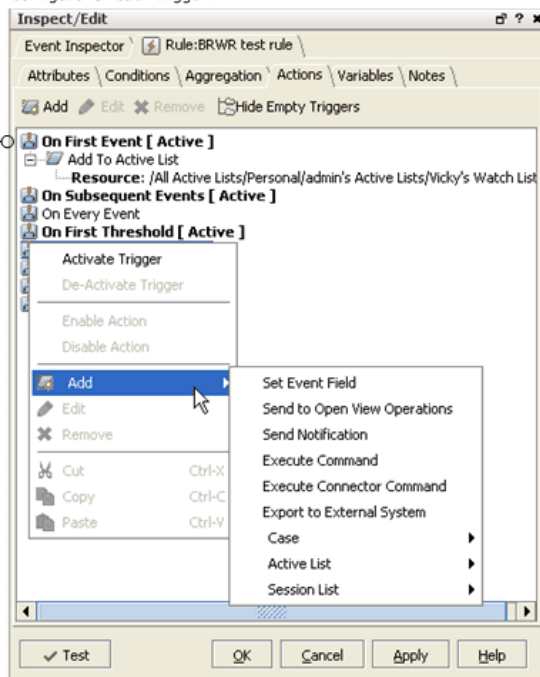 Inspect/Edit
Event Inspector Rule:BRWR test rule
Attributes Conditions Aggregation Actions Variables Notes
Add Edit Remove Hide Empty Triggers
On First Event [ Active ]
Add To Active List
Resource: /All Active Lists/Personal/admin's Active Lists/Vicky's Watch List
On Subsequent Events [ Active ]
On Every Event
On First Threshold [ Active ]
Activate Trigger
De-Activate Trigger
Enable Action
Disable Action
Add
Edit
Remove
Cut Ctrl-X
Copy Ctrl-C
Paste Ctrl-V
Set Event Field
Send to Open View Operations
Send Notification
Execute Command
Execute Connector Command
Export to External System
Case
Active List
Session List
Test OK Cancel Apply Help